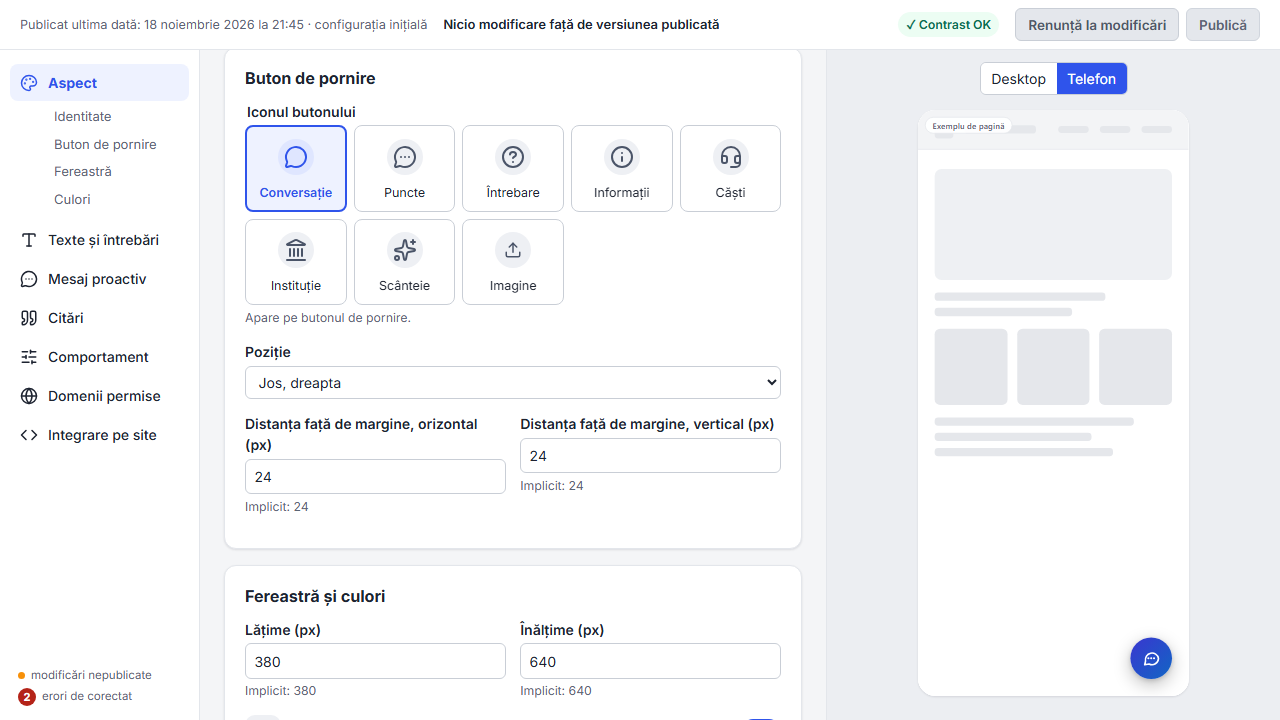 Publicat ultima dată: 18 noiembrie 2026 la 21:45 · configurația inițială
Nicio modificare față de versiunea publicată
✓ Contrast OK
Renunță la modificări
Publică
Aspect
Identitate
Buton de pornire
Fereastră
Culori
Texte și întrebări
Mesaj proactiv
Citări
Comportament
Domenii permise
Integrare pe site
modificări nepublicate
2 erori de corectat
Buton de pornire
Iconul butonului
Conversație
Puncte
Întrebare
Informații
Căști
Instituție
Scânteie
Imagine
Apare pe butonul de pornire.
Poziție
Jos, dreapta
Distanța față de margine, orizontal
(px)
24
Implicit: 24
Distanța față de margine, vertical (px)
24
Implicit: 24
Fereastră și culori
Lățime (px)
380
Implicit: 380
Înălțime (px)
640
Implicit: 640
Desktop
Telefon
Exemplu de pagină